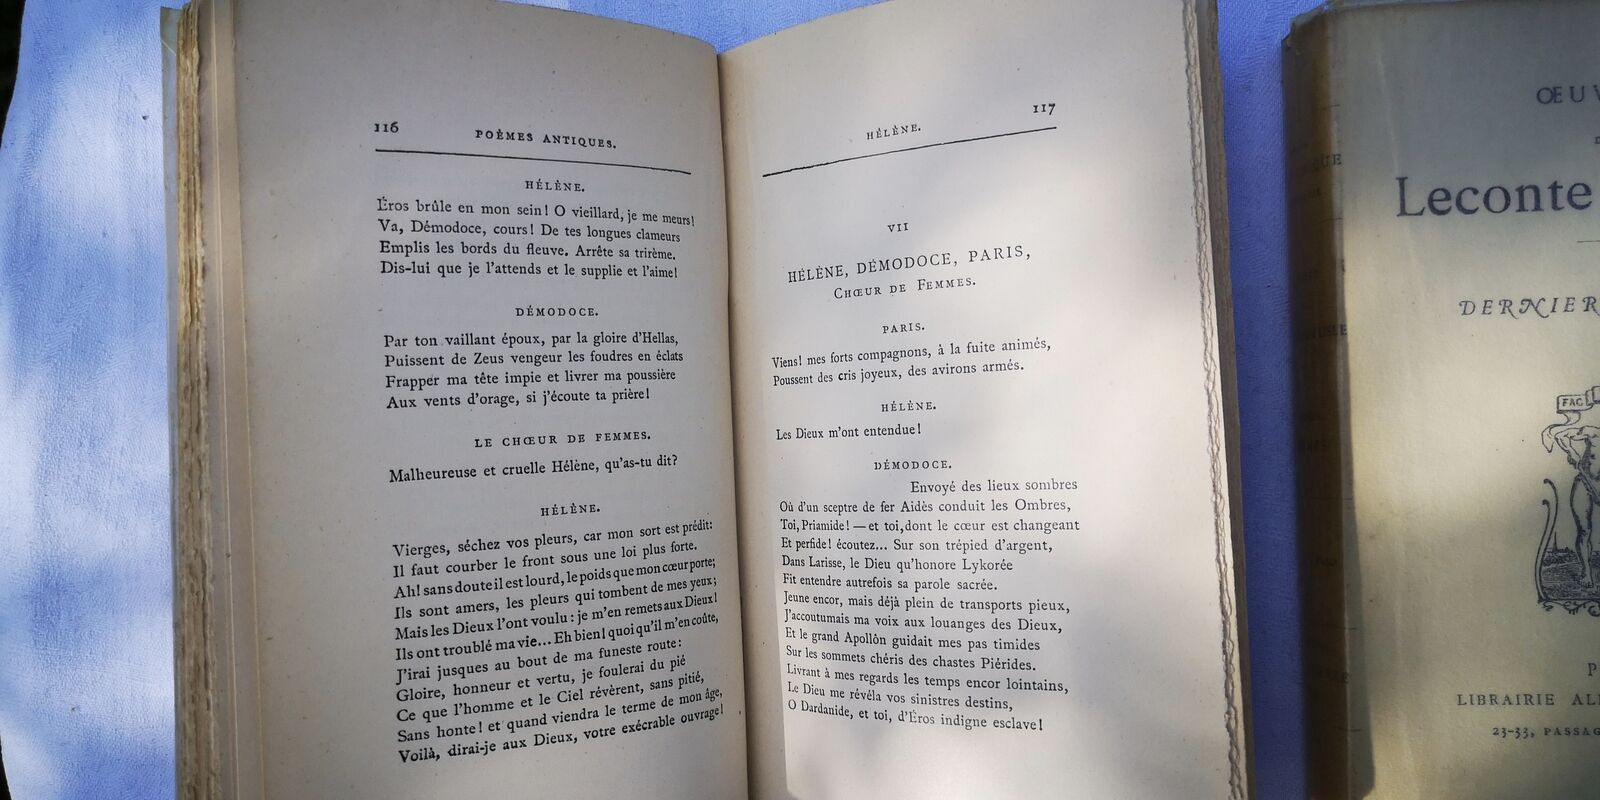 116
POÈMES ANTIQUES.
HÉLÈNE.
Éros brûle en mon sein! O vieillard, je me meurs!
Va, Démodoce, cours! De tes longues clameurs
Emplis les bords du fleuve. Arrête sa trirème.
Dis-lui que je l'attends et le supplie et l'aime!
DÉMODOCE.
Par ton vaillant époux, par la gloire d'Hellas,
Puissent de Zeus vengeur les foudres en éclats
Frapper ma tête impie et livrer ma poussière
Aux vents d'orage, si j'écoute ta prière!
LE CHŒUR DE FEMMES.
Malheureuse et cruelle Hélène, qu'as-tu dit?
HÉLÈNE.
Vierges, séchez vos pleurs, car mon sort est prédit:
Il faut courber le front sous une loi plus forte.
Ah! sans doute il est lourd, le poids que mon cœur porte;
Ils sont amers, les pleurs qui tombent de mes yeux;
Mais les Dieux l'ont voulu: je m'en remets aux Dieux!
Ils ont troublé ma vie... Eh bien! quoi qu'il m'en coûte,
J'irai jusques au bout de ma funeste route:
Gloire, honneur et vertu, je foulerai du pié
Ce que l'homme et le Ciel révèrent, sans pitié,
Sans honte! et quand viendra le terme de mon âge,
Voilà, dirai-je aux Dieux, votre exécrable ouvrage!
117
HÉLÈNE.
VII
HÉLÈNE, DÉMODOCE, PARIS,
CHŒUR DE FEMMES.
PARIS.
Viens! mes forts compagnons, à la fuite animés,
Poussent des cris joyeux, des avirons armés.
HÉLÈNE.
Les Dieux m'ont entendue!
DÉMODOCE.
Envoyé des lieux sombres
Où d'un sceptre de fer Aidès conduit les Ombres,
Toi, Priamide! — et toi, dont le cœur est changeant
Et perfide! écoutez... Sur son trépied d'argent,
Dans Larisse, le Dieu qu'honore Lykorée
Fit entendre autrefois sa parole sacrée.
Jeune encor, mais déjà plein de transports pieux,
J'accoutumais ma voix aux louanges des Dieux,
Et le grand Apollôn guidait mes pas timides
Sur les sommets chéris des chastes Piérides.
Livrant à mes regards les temps encor lointains,
Le Dieu me révéla vos sinistres destins,
O Dardanide, et toi, d'Éros indigne esclave!
ŒUV
Leconte
DERNIER
FAC
P
LIBRAIRIE AL
23-33, PASSAG